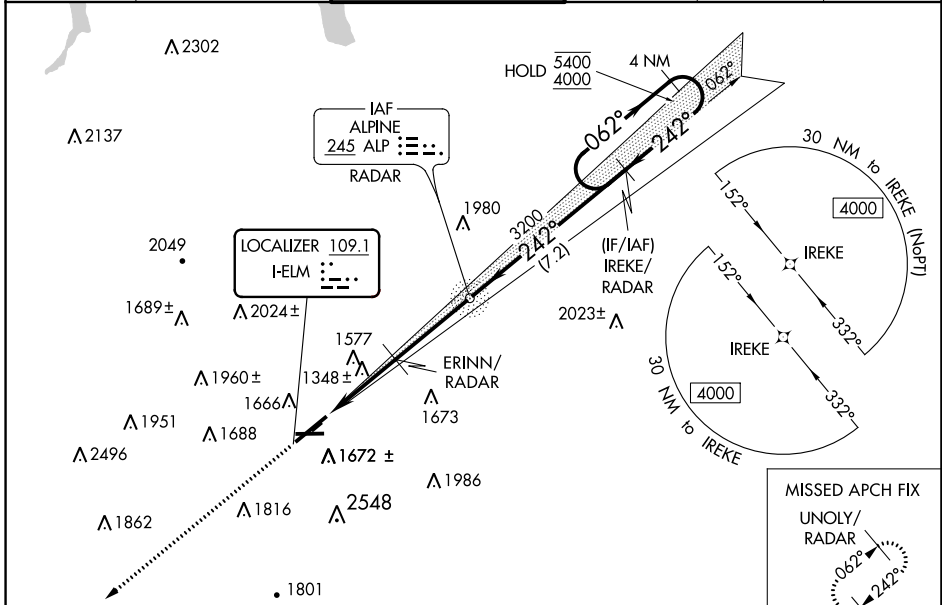 2302
HOLD 5400
4000
4 NM
062°
062°
242°
IAF
ALPINE
245 ALP
RADAR
2137
30 NM to IREKE (NoPT)
152°
4000
IREKE
332°
1980
3200
242°
(7.2)
(IF/IAF)
IREKE/
RADAR
2049
LOCALIZER 109.1
I-ELM
152°
IREKE
332°
4000
30 NM to IREKE
1689±
2024±
2023±
1577
1348±
ERINN/
RADAR
1960±
1666
1673
1951
1688
2496
1672 ±
1986
1862
1816
2548
1801
MISSED APCH FIX
UNOLY/
RADAR
062°
242°